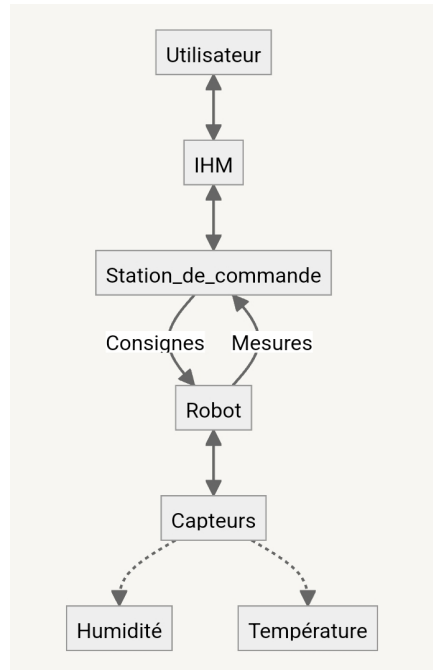 Utilisateur
IHM
Station_de_commande
Consignes
Mesures
Robot
Capteurs
Humidité
Température